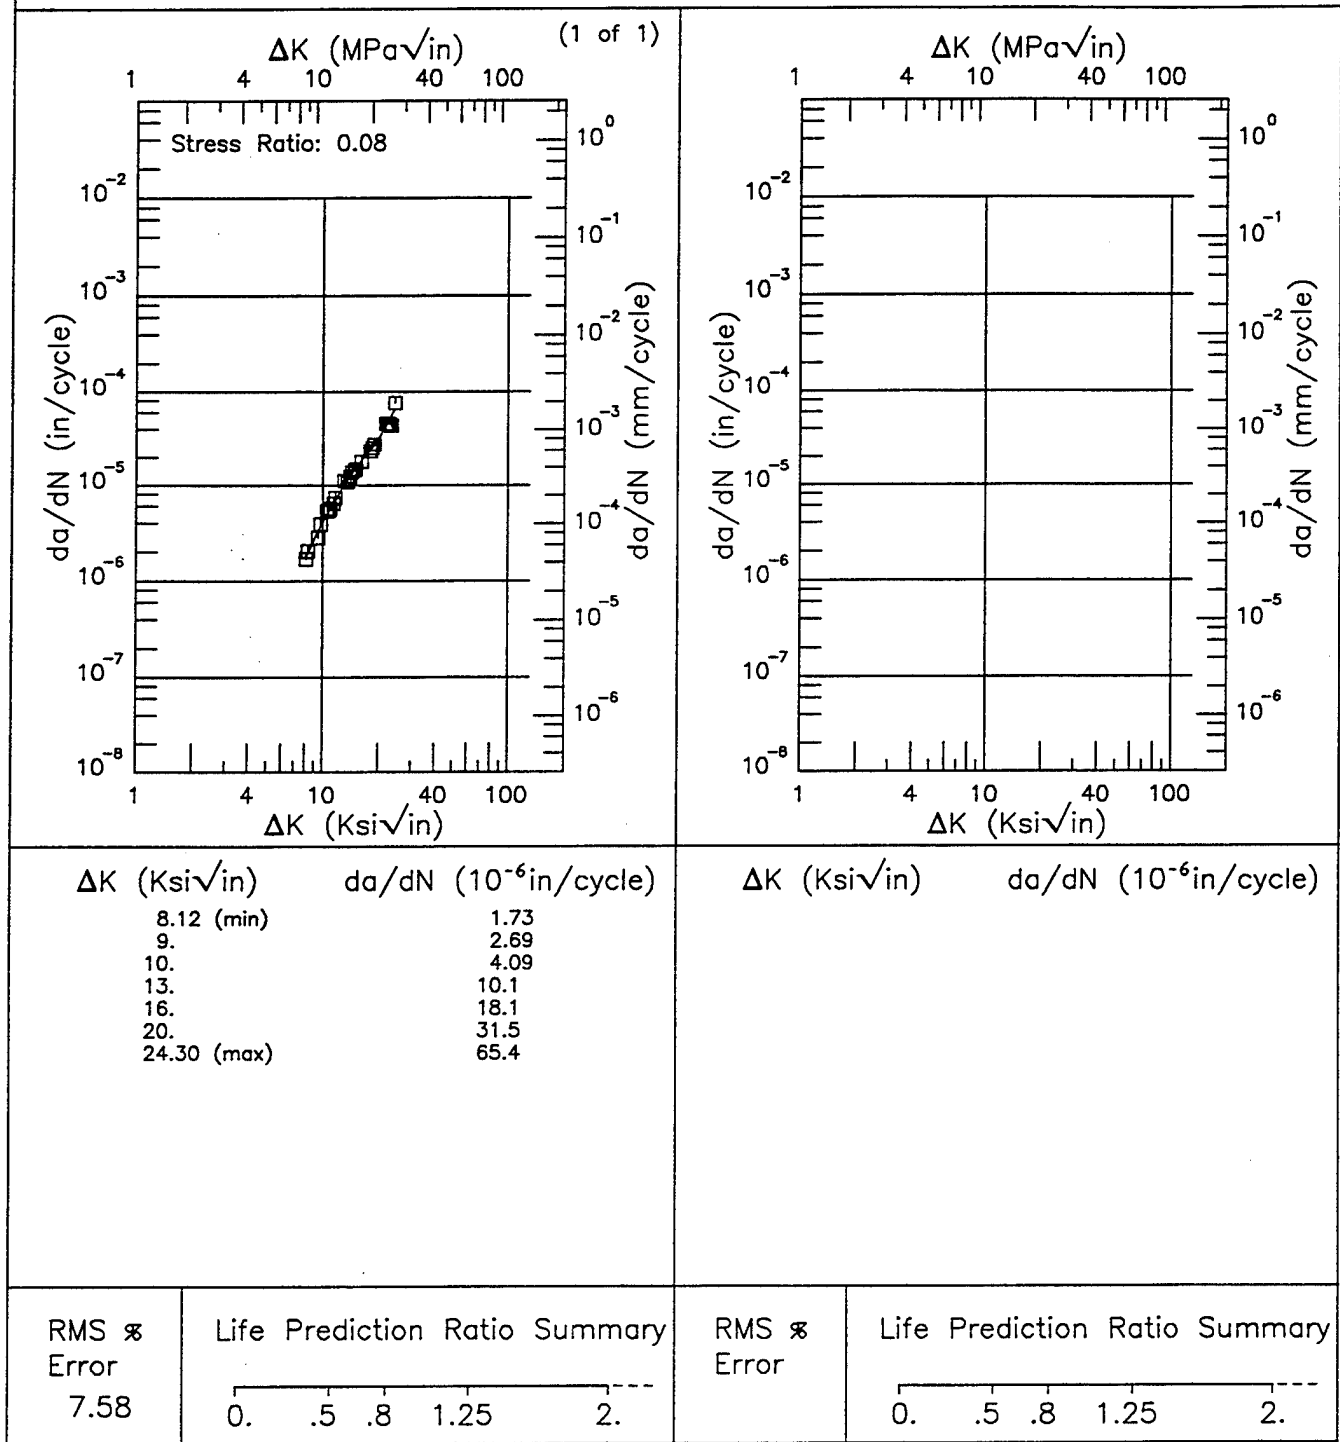 (1 of 1)
ΔK (MPa√in)
1 4 10 40 100
Stress Ratio: 0.08
10⁰
10⁻²
10⁻¹
10⁻³
10⁻²
10⁻⁴
10⁻³
10⁻⁵
10⁻⁴
10⁻⁶
10⁻⁵
10⁻⁷
10⁻⁶
10⁻⁸
da/dN (in/cycle)
da/dN (mm/cycle)
1 4 10 40 100
ΔK (Ksi√in)
ΔK (MPa√in)
1 4 10 40 100
10⁰
10⁻²
10⁻¹
10⁻³
10⁻²
10⁻⁴
10⁻³
10⁻⁵
10⁻⁴
10⁻⁶
10⁻⁵
10⁻⁷
10⁻⁶
10⁻⁸
da/dN (in/cycle)
da/dN (mm/cycle)
1 4 10 40 100
ΔK (Ksi√in)
ΔK (Ksi√in) da/dN (10⁻⁶in/cycle)
8.12 (min) 1.73
9. 2.69
10. 4.09
13. 10.1
16. 18.1
20. 31.5
24.30 (max) 65.4
ΔK (Ksi√in) da/dN (10⁻⁶in/cycle)
RMS %
Error
7.58
Life Prediction Ratio Summary
0. .5 .8 1.25 2.
RMS %
Error
Life Prediction Ratio Summary
0. .5 .8 1.25 2.